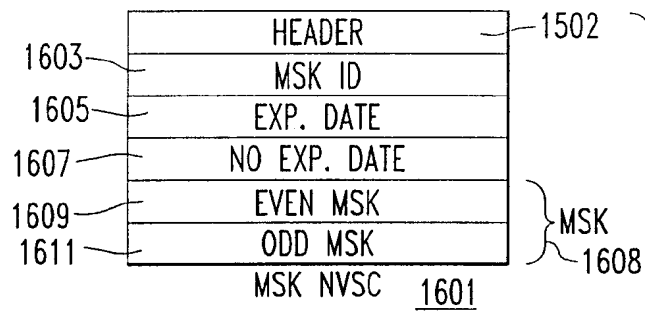 HEADER
1502
1603
MSK ID
1605
EXP. DATE
1607
NO EXP. DATE
1609
EVEN MSK
1611
ODD MSK
MSK
1608
MSK NVSC
1601